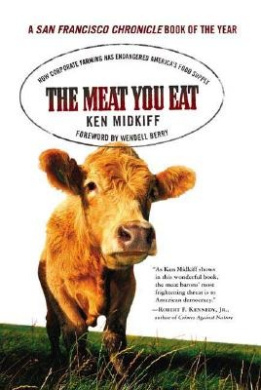 A SAN FRANCISCO CHRONICLE BOOK OF THE YEAR
HOW CORPORATE FARMING HAS ENDANGERED AMERICA'S FOOD SUPPLY
THE MEAT YOU EAT
KEN MIDKIFF
FOREWORD BY WENDELL BERRY
"As Ken Midkiff shows
in this wonderful book,
the meat barons' most
frightening threat is to
American democracy."
—ROBERT F. KENNEDY, JR.,
author of Crimes Against Nature